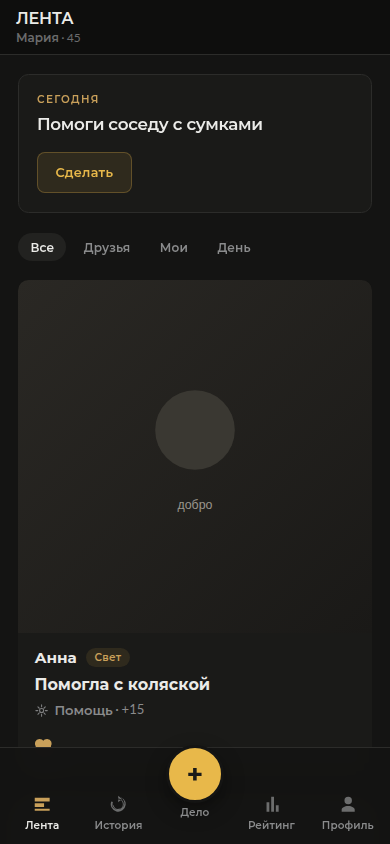 ЛЕНТА
Мария · 45
СЕГОДНЯ
Помоги соседу с сумками
Сделать
Все Друзья Мои День
добро
Анна Свет
Помогла с коляской
Помощь · +15
Лента История Дело Рейтинг Профиль